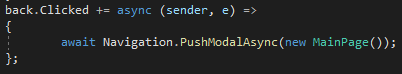 back.Clicked += async (sender, e) =>
{
await Navigation.PushModalAsync(new MainPage());
};